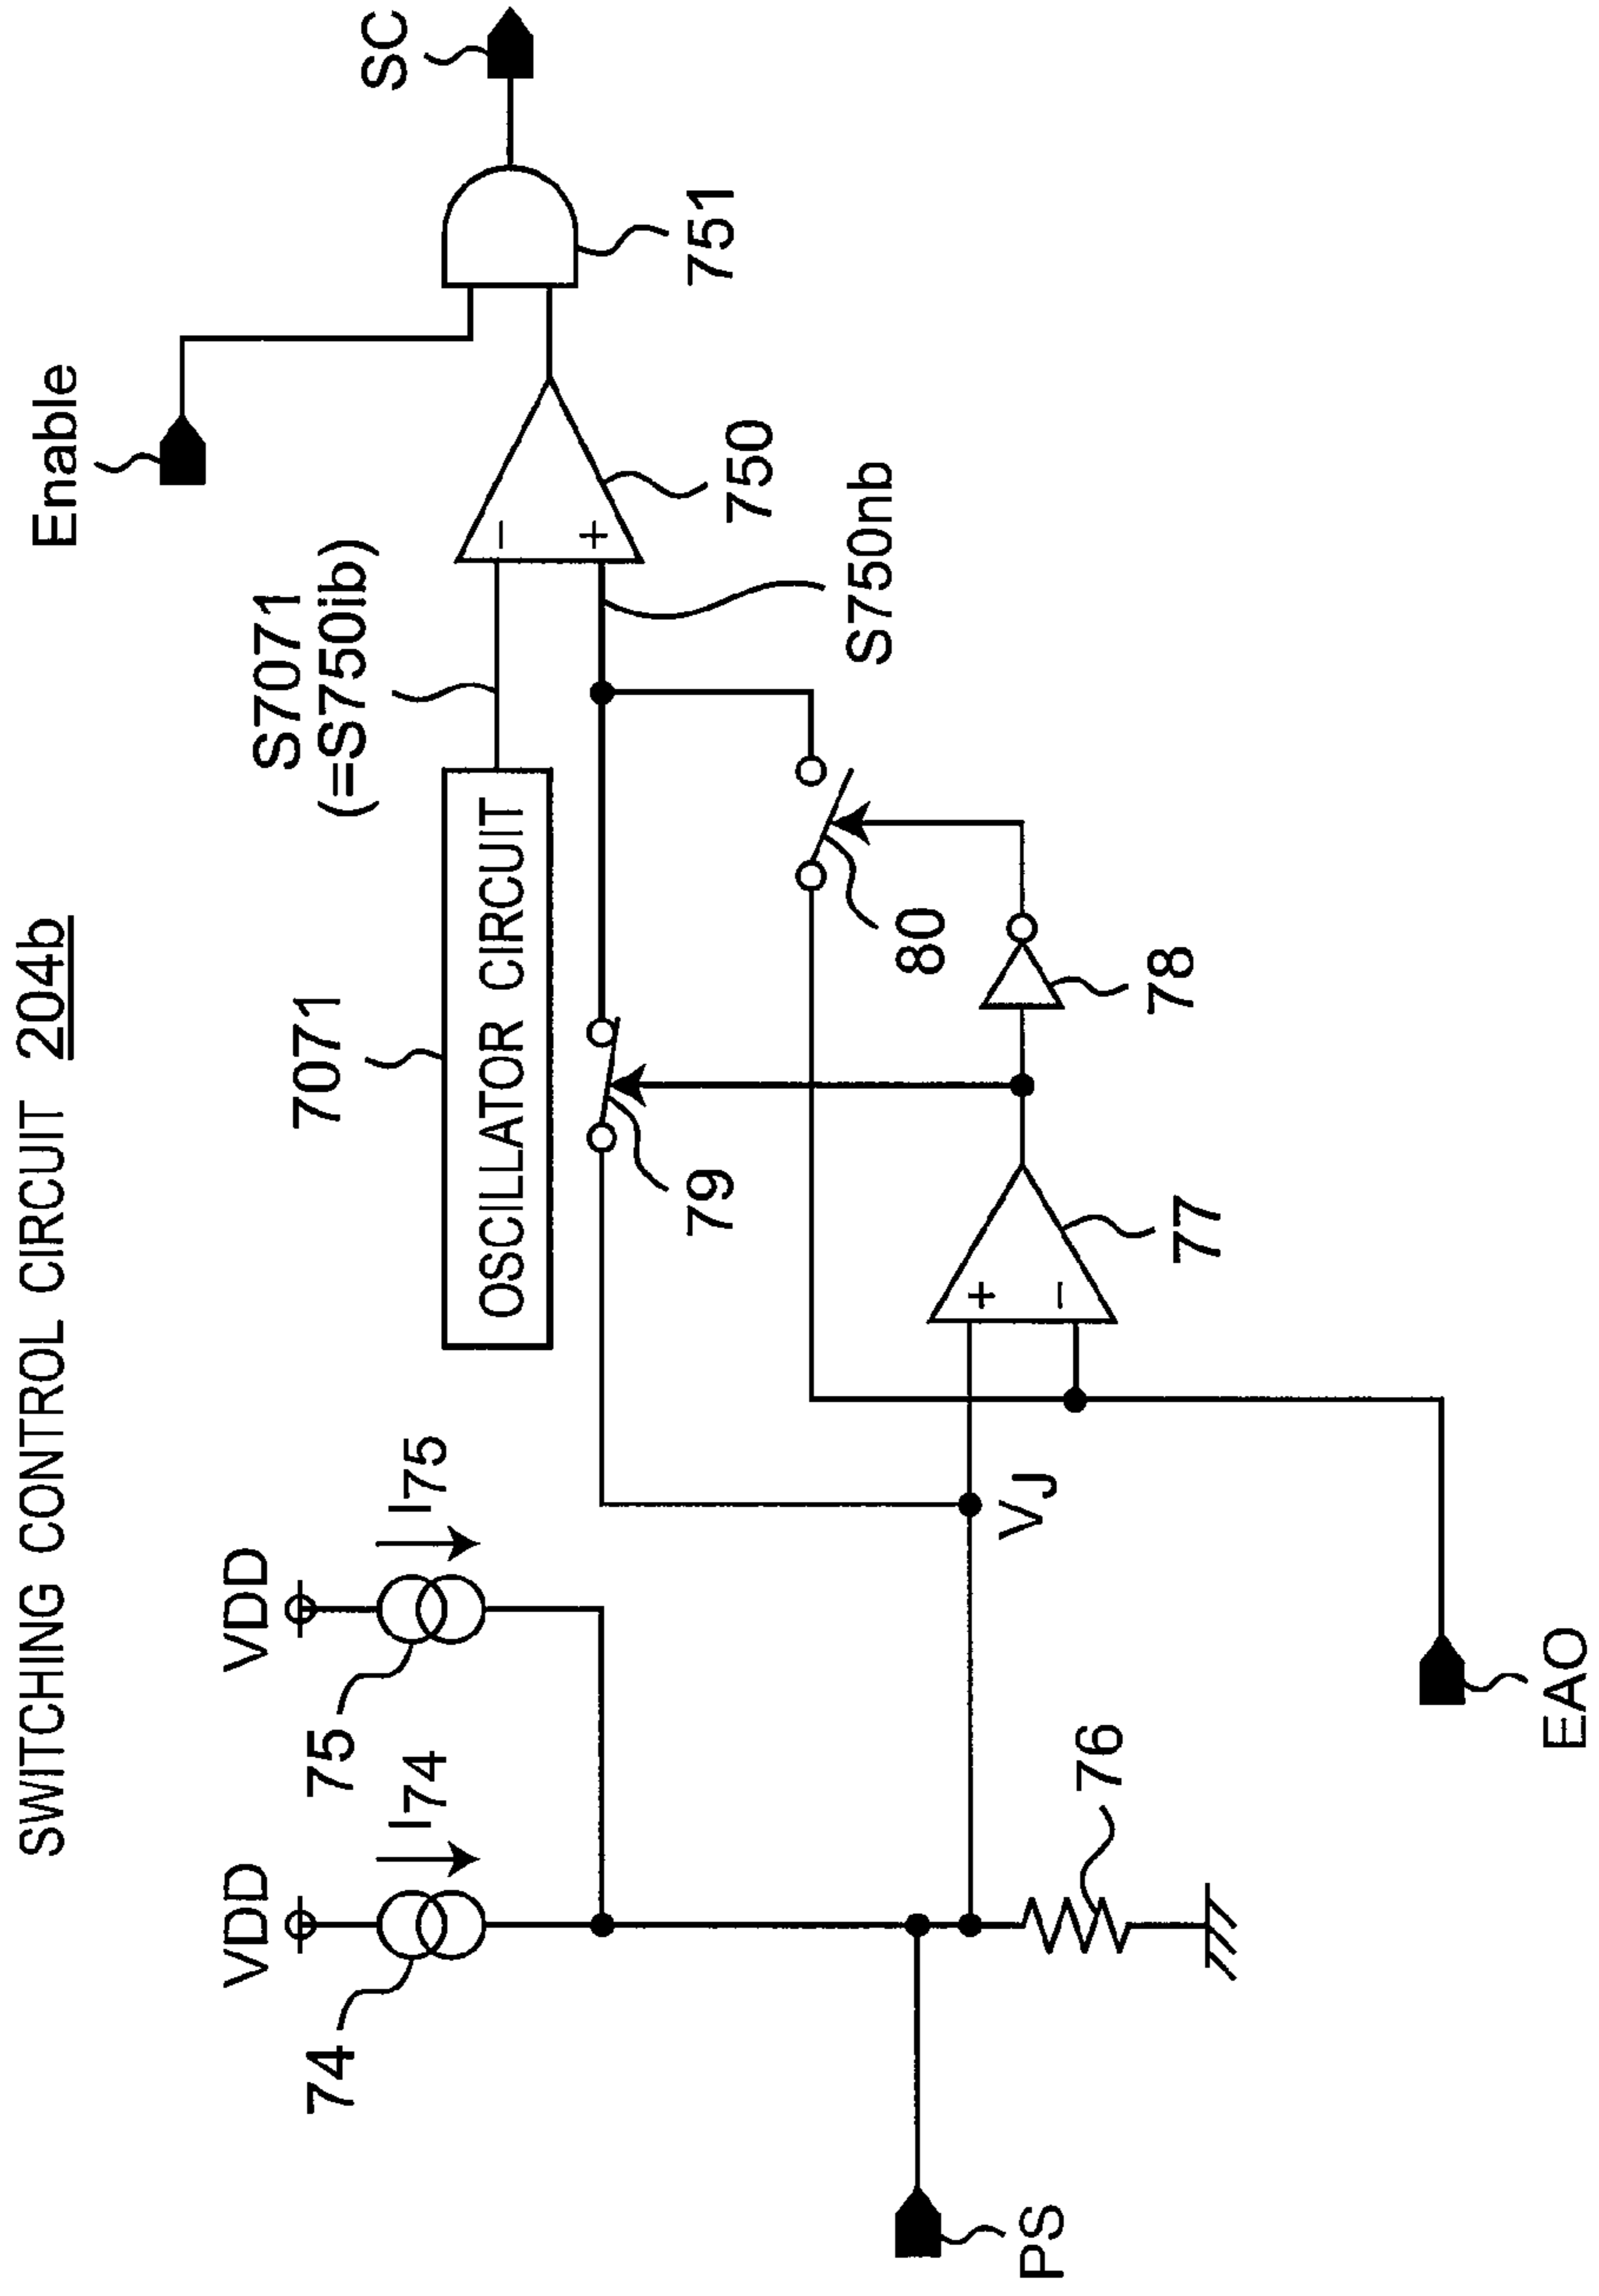 SWITCHING CONTROL CIRCUIT 204b
Enable
SC
VDD
VDD
7071
S7071
(=S750ib)
74
I74
75
I75
OSCILLATOR CIRCUIT
-
+
750
751
79
S750nb
80
VJ
+
-
77
78
PS
76
EAO